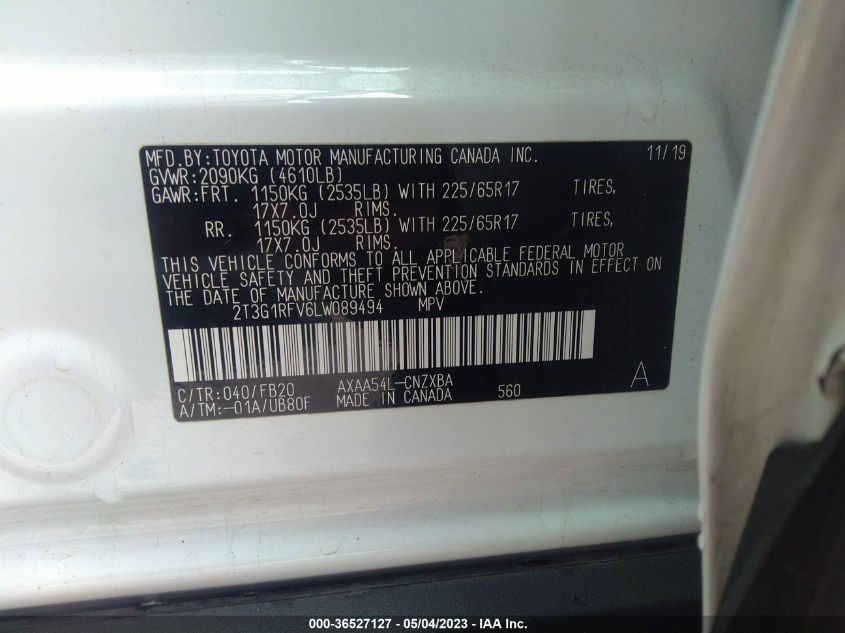 MFD.BY:TOYOTA MOTOR MANUFACTURING CANADA INC. 11/19
GVWR:2090KG (4610LB)
GAWR:FRT. 1150KG (2535LB) WITH 225/65R17 TIRES,
17X7.0J RIMS.
RR. 1150KG (2535LB) WITH 225/65R17 TIRES,
17X7.0J RIMS.
THIS VEHICLE CONFORMS TO ALL APPLICABLE FEDERAL MOTOR
VEHICLE SAFETY AND THEFT PREVENTION STANDARDS IN EFFECT ON
THE DATE OF MANUFACTURE SHOWN ABOVE.
2T3G1RFV6LW089494 MPV
C/TR:040/FB20 AXAA54L-CNZXBA A
A/TM:-01A/UB80F MADE IN CANADA 560
000-36527127 - 05/04/2023 - IAA Inc.